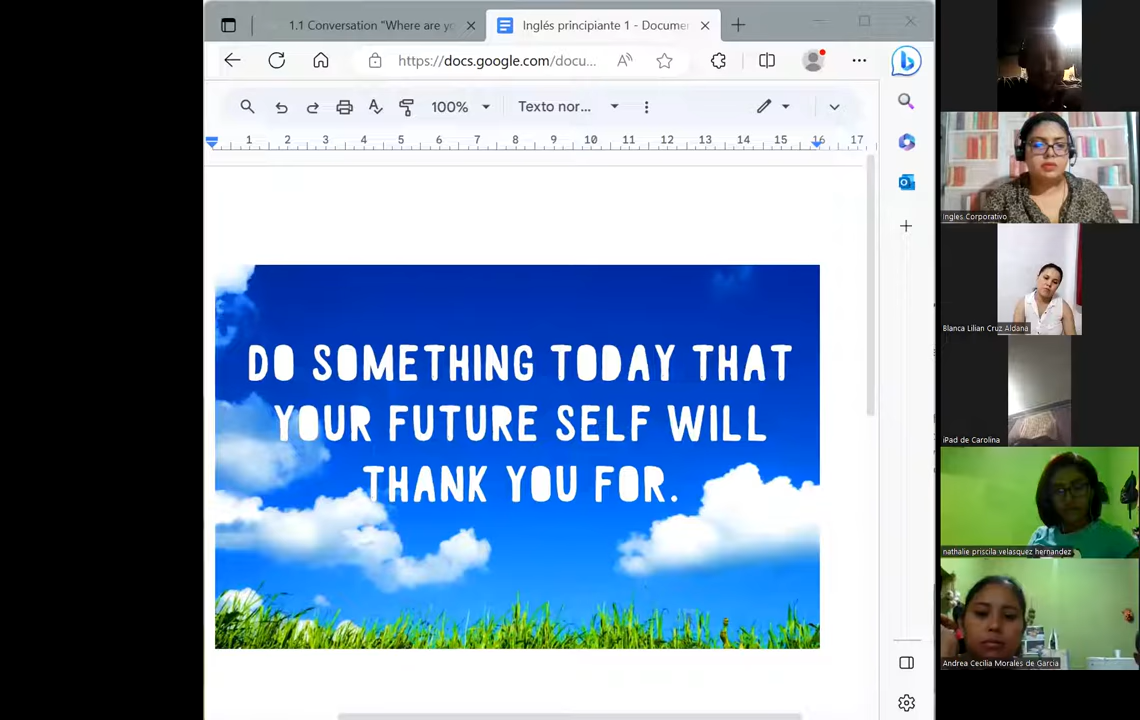 1.1 Conversation "Where are yo
Inglés principiante 1 - Documen
https://docs.google.com/docu...
100%
Texto nor...
1 2 3 4 5 6 7 8 9 10 11 12 13 14 15 16 17
DO SOMETHING TODAY THAT
YOUR FUTURE SELF WILL
THANK YOU FOR.
Ingles Corporativo
Blanca Lilian Cruz Aldana
iPad de Carolina
nathalie priscila velasquez hernandez
Andrea Cecilia Morales de Garcia